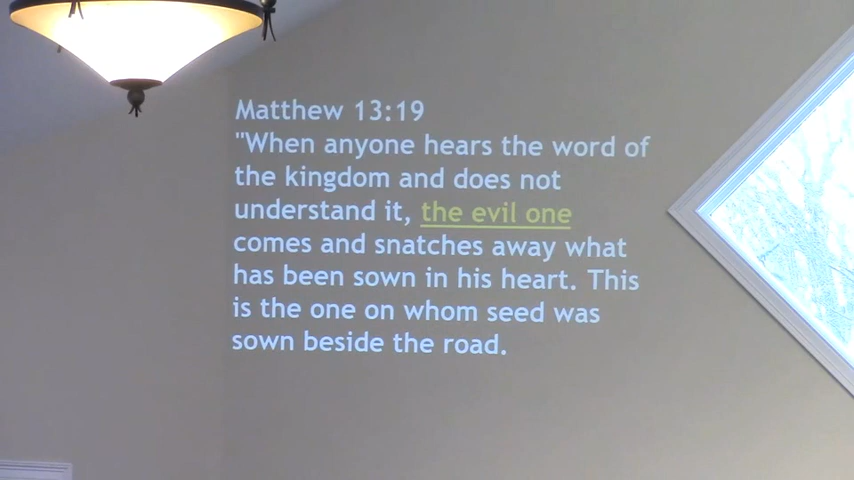 Matthew 13:19
"When anyone hears the word of
the kingdom and does not
understand it, the evil one
comes and snatches away what
has been sown in his heart. This
is the one on whom seed was
sown beside the road.